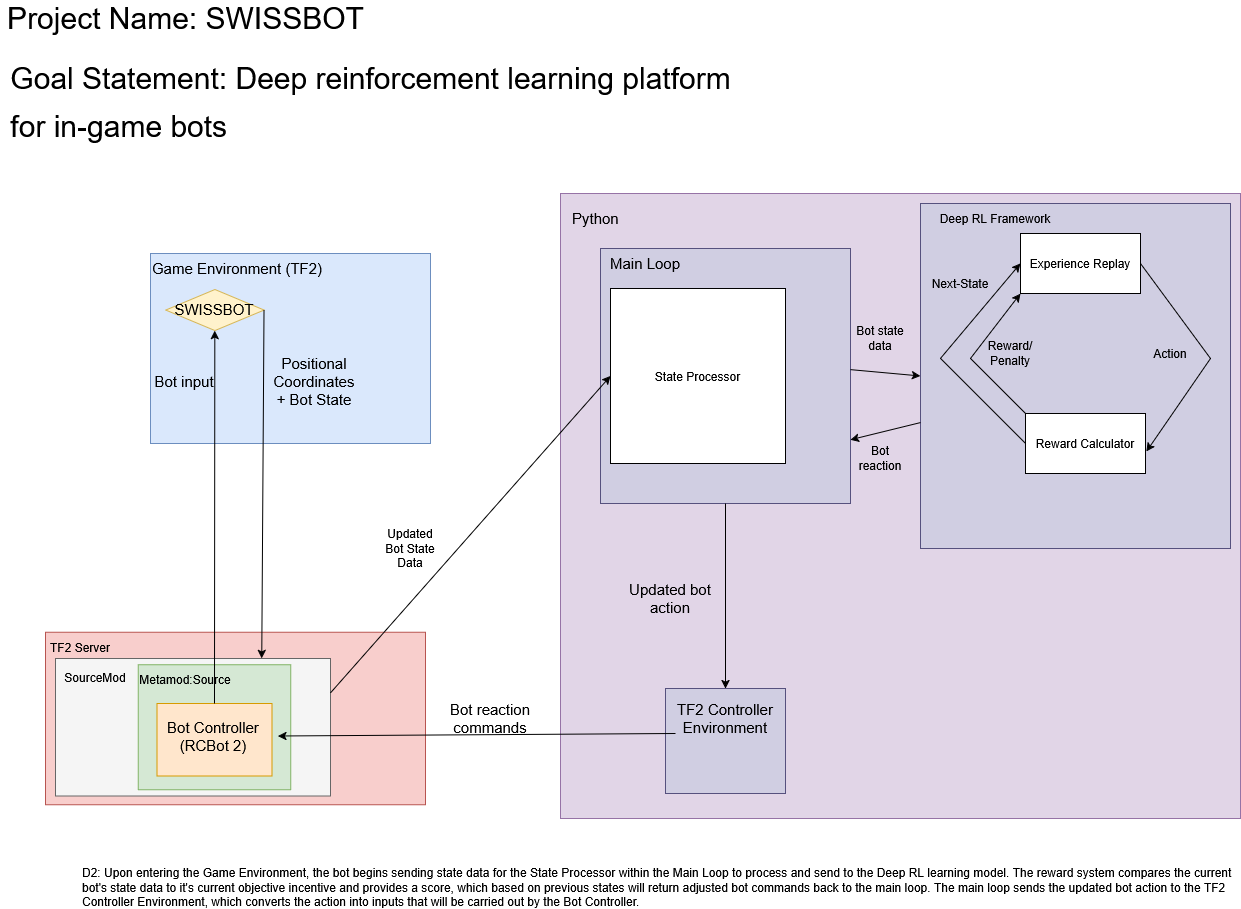 Project Name: SWISSBOT
Goal Statement: Deep reinforcement learning platform
for in-game bots
Python
Deep RL Framework
Experience Replay
Next-State
Reward/
Penalty
Action
Reward Calculator
Main Loop
State Processor
Bot state
data
Bot
reaction
Game Environment (TF2)
SWISSBOT
Bot input
Positional
Coordinates
+ Bot State
Updated
Bot State
Data
Updated bot
action
TF2 Server
SourceMod
Metamod:Source
Bot Controller
(RCBot 2)
Bot reaction
commands
TF2 Controller
Environment
D2: Upon entering the Game Environment, the bot begins sending state data for the State Processor within the Main Loop to process and send to the Deep RL learning model. The reward system compares the current
bot's state data to it's current objective incentive and provides a score, which based on previous states will return adjusted bot commands back to the main loop. The main loop sends the updated bot action to the TF2
Controller Environment, which converts the action into inputs that will be carried out by the Bot Controller.